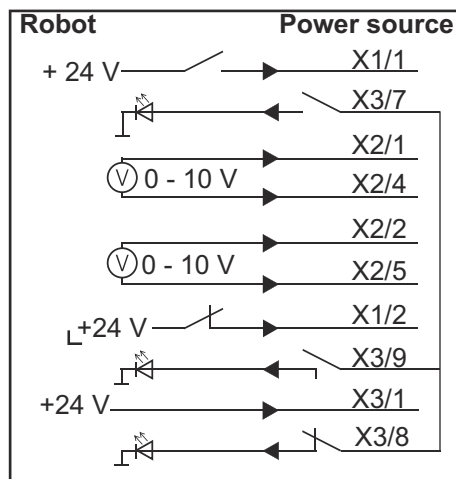 Robot Power source
+ 24 V X1/1
X3/7
X2/1
V 0 - 10 V
X2/4
X2/2
V 0 - 10 V
X2/5
+24 V X1/2
X3/9
+24 V X3/1
X3/8